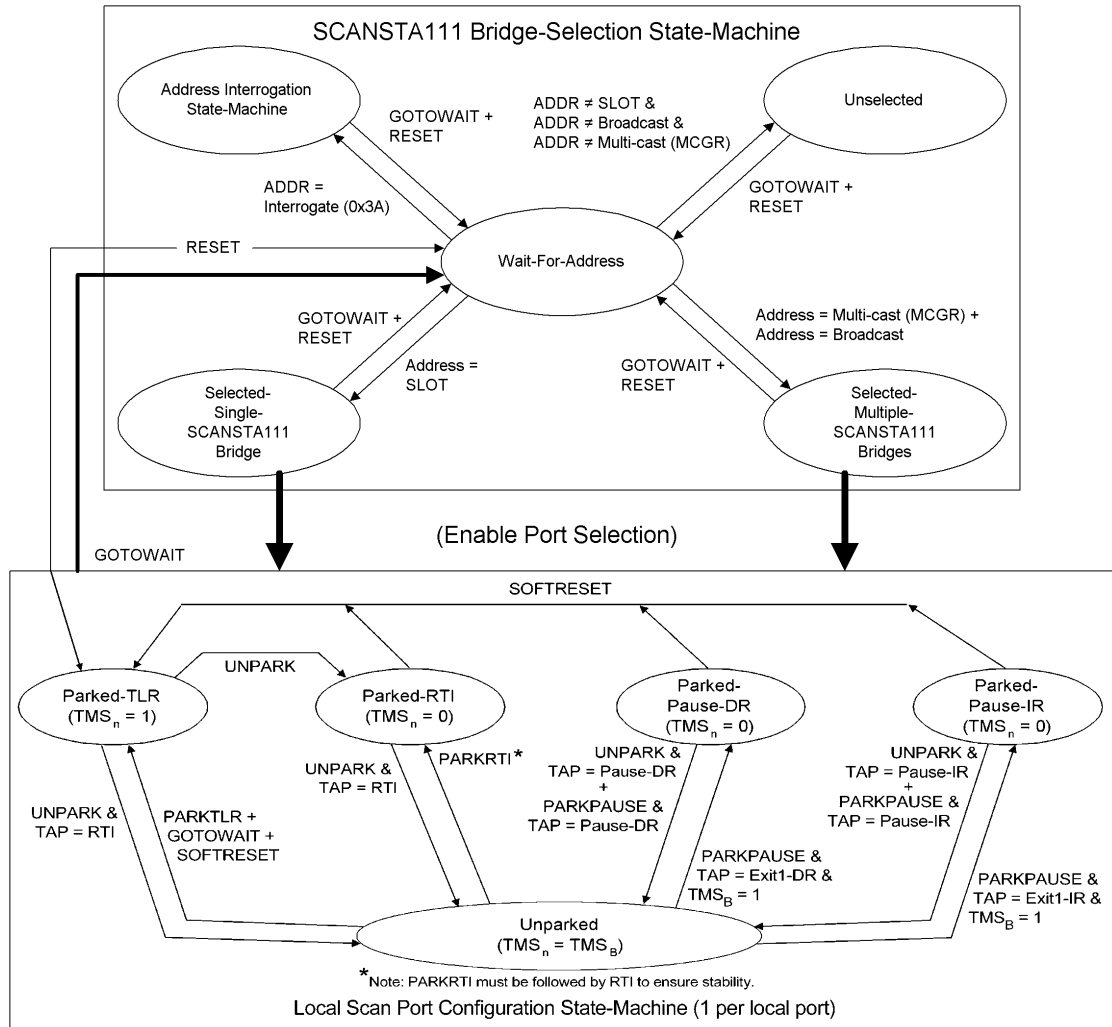 SCANSTA111 Bridge-Selection State-Machine
Address Interrogation
State-Machine
GOTOWAIT +
RESET
ADDR ≠ SLOT &
ADDR ≠ Broadcast &
ADDR ≠ Multi-cast (MCGR)
Unselected
ADDR =
Interrogate (0x3A)
GOTOWAIT +
RESET
RESET
Wait-For-Address
GOTOWAIT +
RESET
Address =
SLOT
GOTOWAIT +
RESET
Address = Multi-cast (MCGR) +
Address = Broadcast
Selected-
Single-
SCANSTA111
Bridge
Selected-
Multiple-
SCANSTA111
Bridges
(Enable Port Selection)
GOTOWAIT
SOFTRESET
UNPARK
Parked-TLR
(TMSn = 1)
Parked-RTI
(TMSn = 0)
Parked-
Pause-DR
(TMSn = 0)
Parked-
Pause-IR
(TMSn = 0)
UNPARK &
TAP = RTI
PARKTLR +
GOTOWAIT +
SOFTRESET
UNPARK &
TAP = RTI
PARKRTI *
UNPARK &
TAP = Pause-DR
+
PARKPAUSE &
TAP = Pause-DR
PARKPAUSE &
TAP = Exit1-DR &
TMSB = 1
UNPARK &
TAP = Pause-IR
+
PARKPAUSE &
TAP = Pause-IR
PARKPAUSE &
TAP = Exit1-IR &
TMSB = 1
Unparked
(TMSn = TMSB)
*Note: PARKRTI must be followed by RTI to ensure stability.
Local Scan Port Configuration State-Machine (1 per local port)